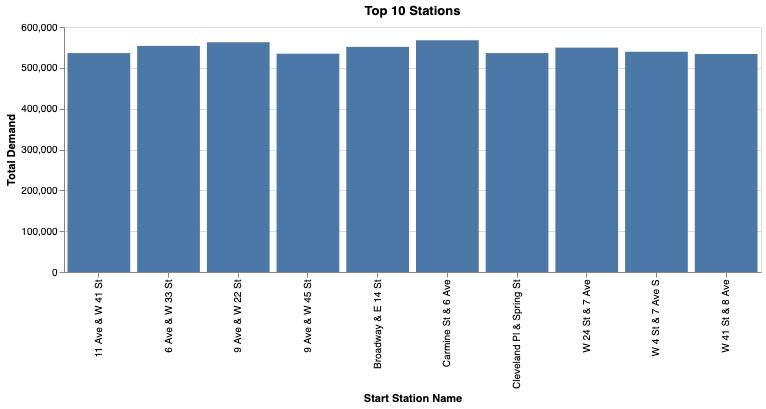 Top 10 Stations
Total Demand
600,000
500,000
400,000
300,000
200,000
100,000
0
11 Ave & W 41 St
6 Ave & W 33 St
9 Ave & W 22 St
9 Ave & W 45 St
Broadway & E 14 St
Carmine St & 6 Ave
Cleveland Pl & Spring St
W 24 St & 7 Ave
W 4 St & 7 Ave S
W 41 St & 8 Ave
Start Station Name